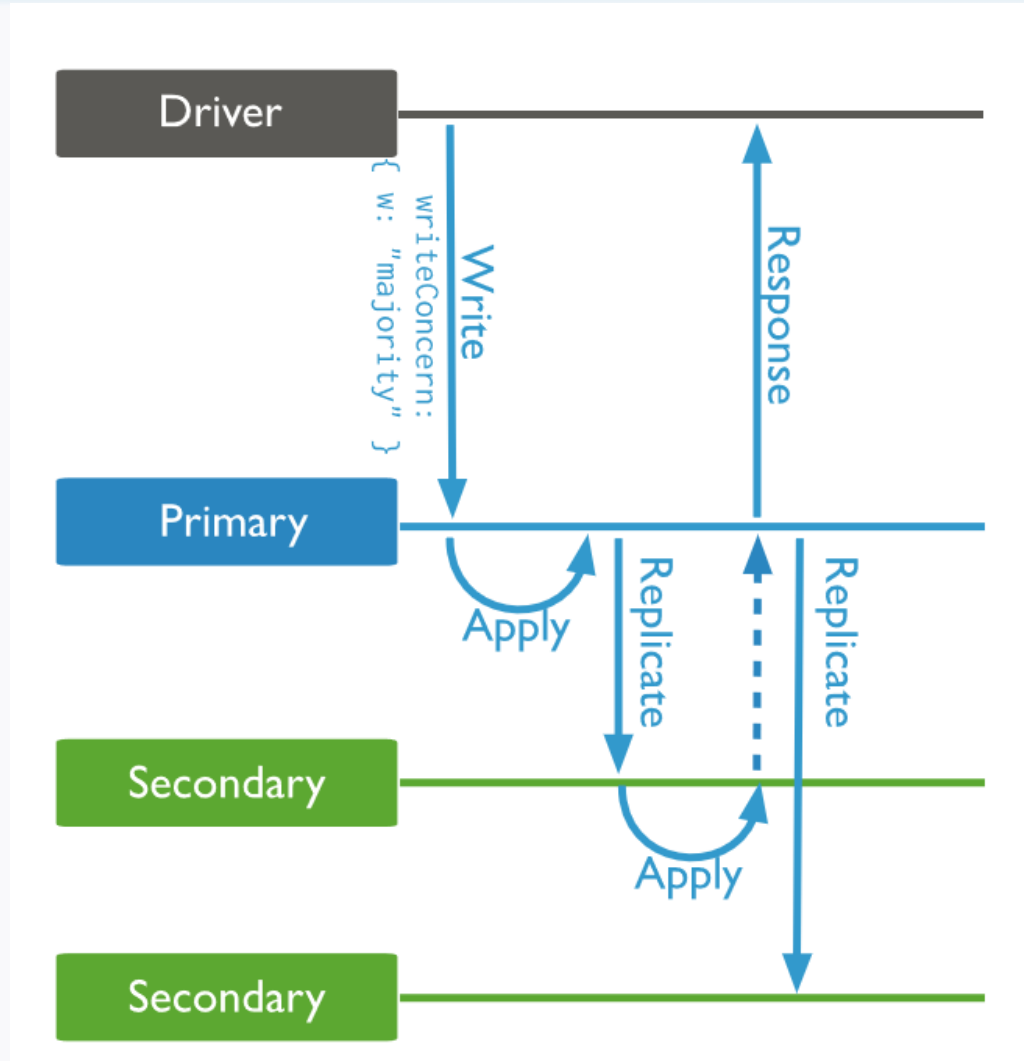 Driver
writeConcern:
{ w: "majority" }
Write
Response
Primary
Apply
Replicate
Replicate
Secondary
Apply
Secondary